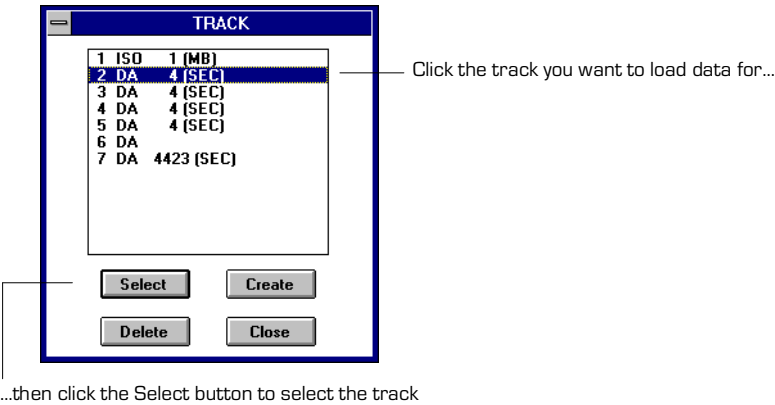 TRACK
1 ISO 1 (MB)
2 DA 4 (SEC)
3 DA 4 (SEC)
4 DA 4 (SEC)
5 DA 4 (SEC)
6 DA
7 DA 4423 (SEC)
Click the track you want to load data for...
Select Create
Delete Close
...then click the Select button to select the track